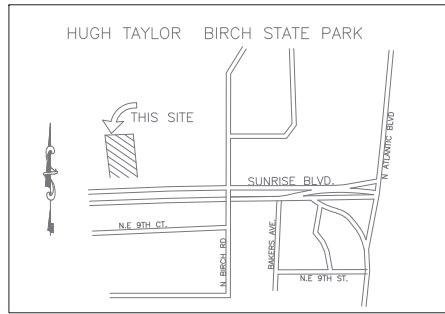 HUGH TAYLOR BIRCH STATE PARK
THIS SITE
N ATLANTIC BLVD
SUNRISE BLVD.
N.E 9TH CT.
N BIRCH RD
BAKERS AVE.
N.E 9TH ST.